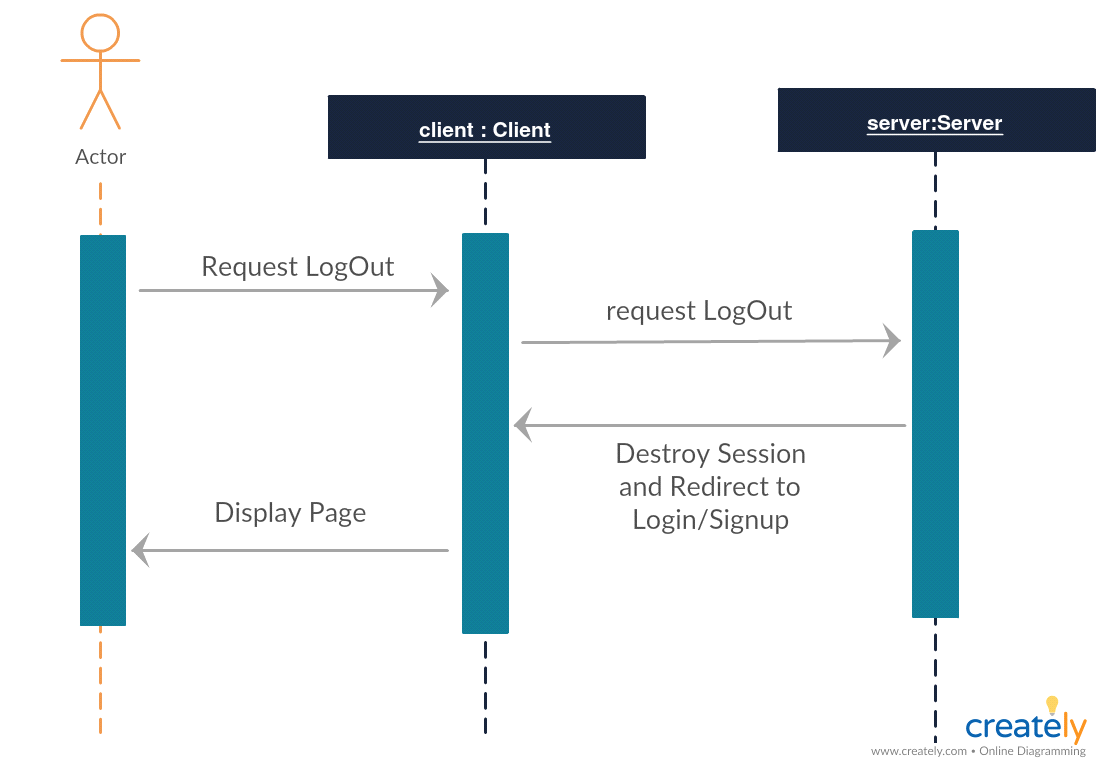 client : Client
server:Server
Actor
Request LogOut
request LogOut
Destroy Session
and Redirect to
Login/Signup
Display Page
creately
www.creately.com • Online Diagramming